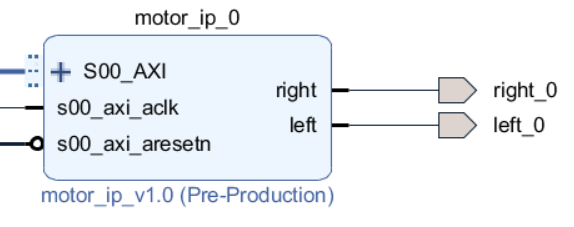 motor_ip_0
S00_AXI
s00_axi_aclk
s00_axi_aresetn
right
left
right_0
left_0
motor_ip_v1.0 (Pre-Production)